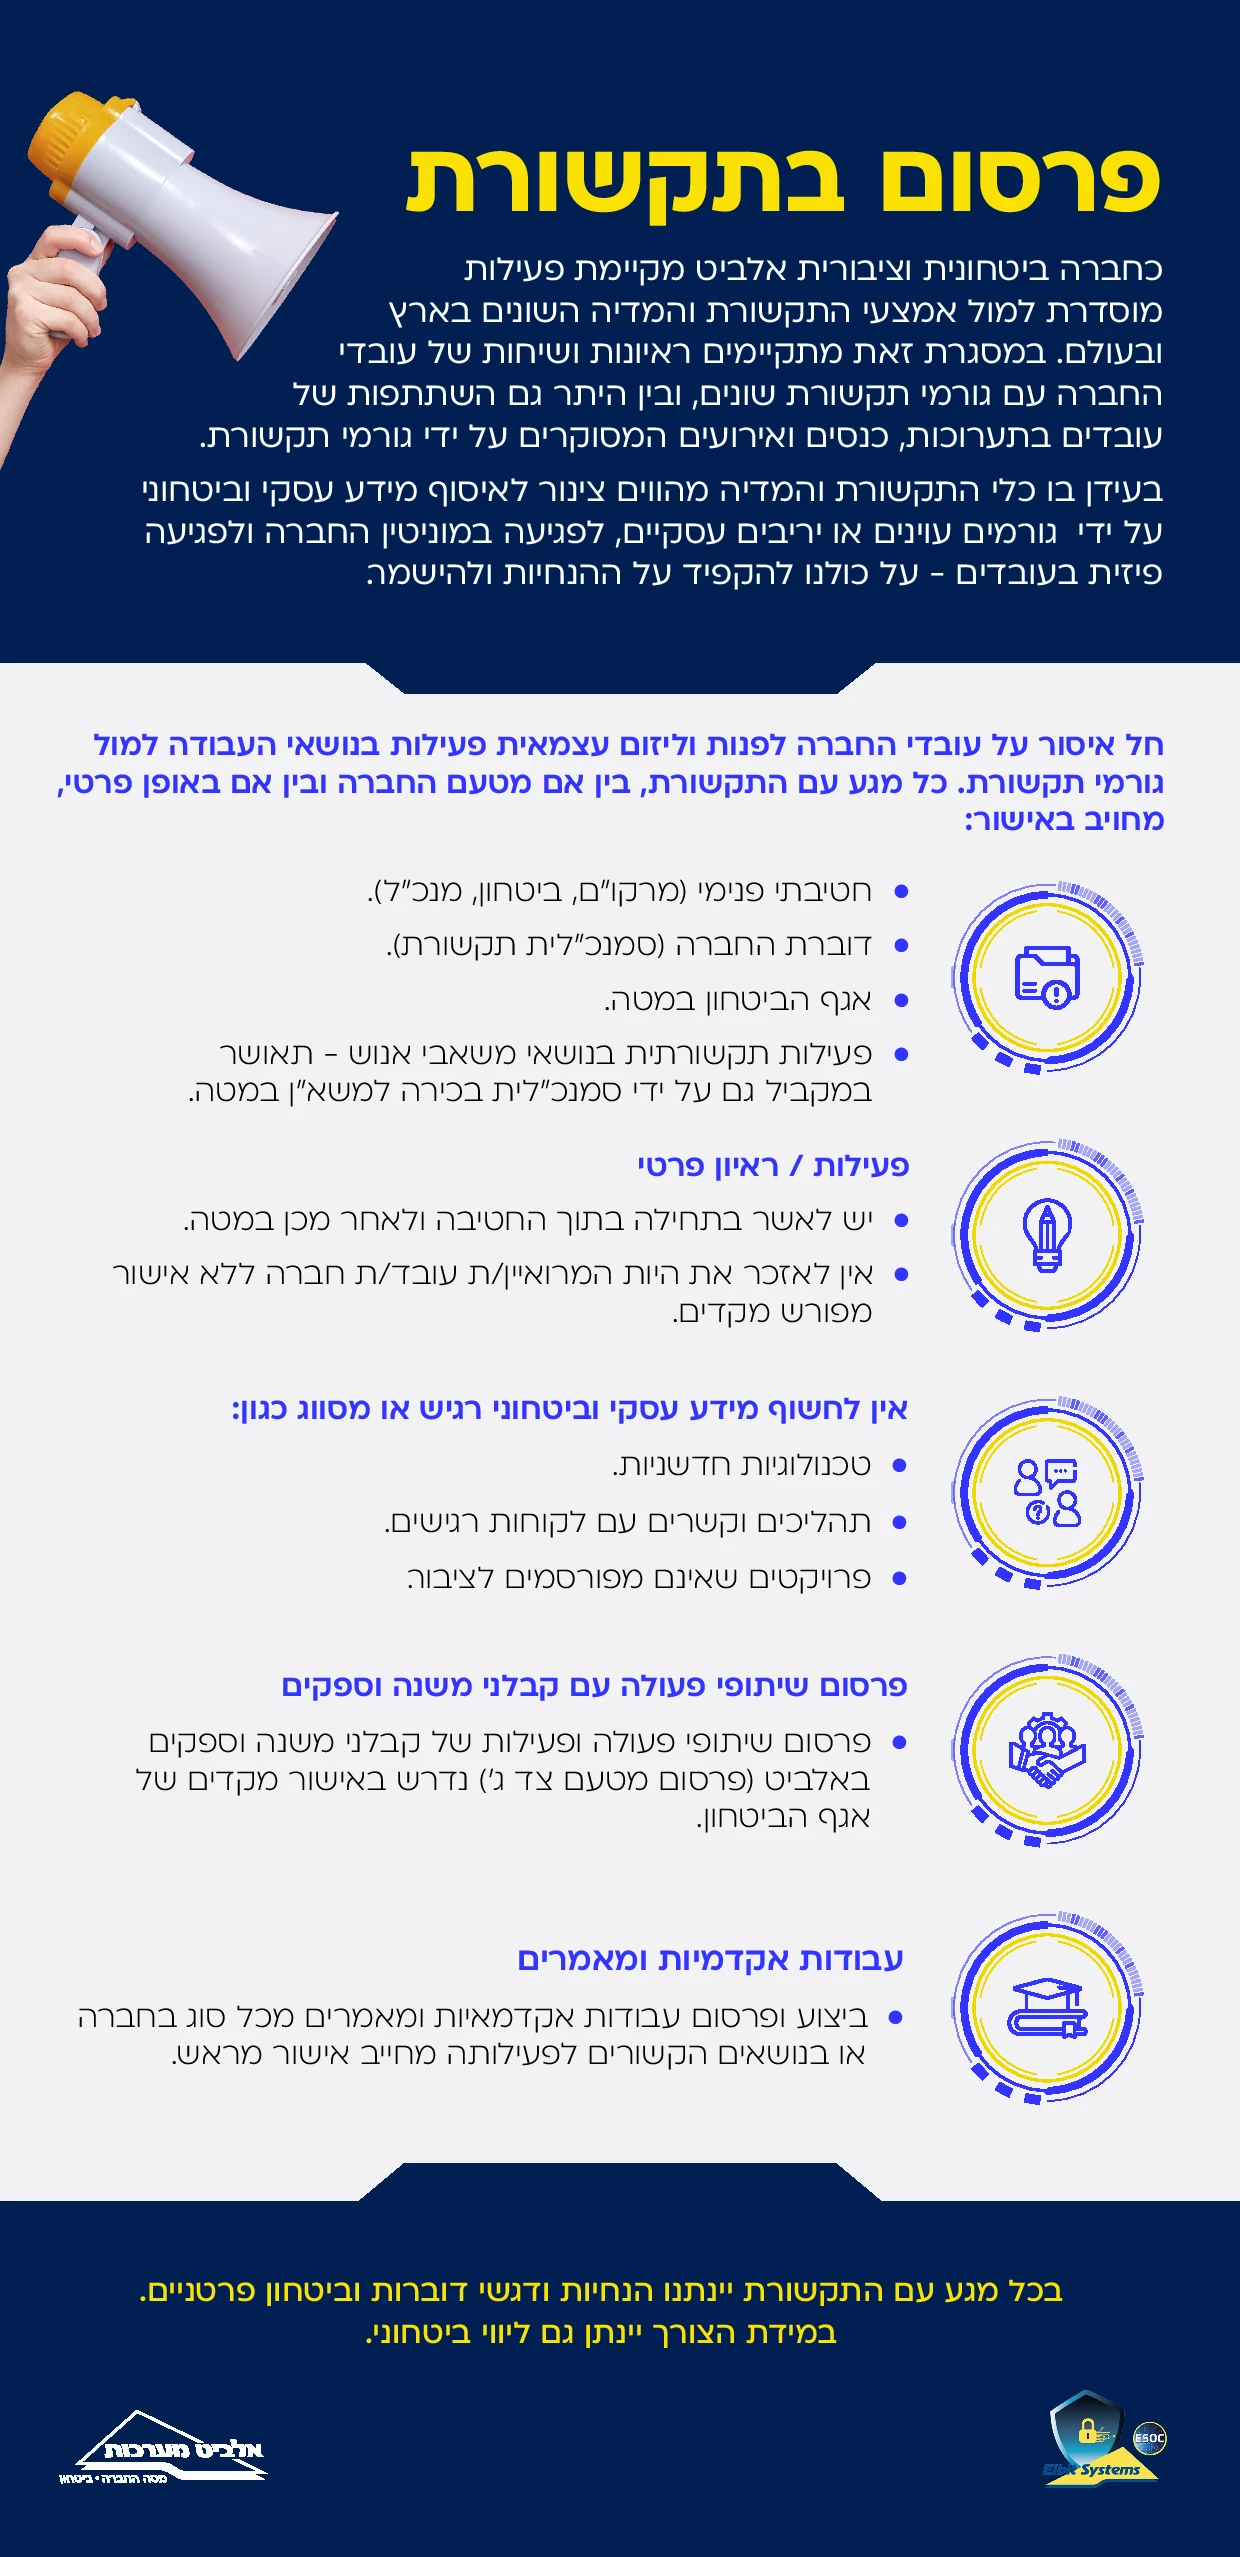 פרסום בתקשורת
כחברה ביטחונית וציבורית אלביט מקיימת פעילות
מוסדרת למול אמצעי התקשורת והמדיה השונים בארץ
ובעולם. במסגרת זאת מתקיימים ראיונות ושיחות של עובדי
החברה עם גורמי תקשורת שונים, ובין היתר גם השתתפות של
עובדים בתערוכות, כנסים ואירועים המסוקרים על ידי גורמי תקשורת.
בעידן בו כלי התקשורת והמדיה מהווים צינור לאיסוף מידע עסקי וביטחוני
על ידי גורמים עוינים או יריבים עסקיים, לפגיעה במוניטין החברה ולפגיעה
פיזית בעובדים - על כולנו להקפיד על ההנחיות ולהישמר.
חל איסור על עובדי החברה לפנות וליזום עצמאית פעילות בנושאי העבודה למול
גורמי תקשורת. כל מגע עם התקשורת, בין אם מטעם החברה ובין אם באופן פרטי,
מחויב באישור:
• חטיבתי פנימי (מרקו"ם, ביטחון, מנכ"ל).
• דוברת החברה (סמנכ"לית תקשורת).
• אגף הביטחון במטה.
• פעילות תקשורתית בנושאי משאבי אנוש - תאושר
במקביל גם על ידי סמנכ"לית בכירה למשא"ן במטה.
פעילות / ראיון פרטי
• יש לאשר בתחילה בתוך החטיבה ולאחר מכן במטה.
• אין לאזכר את היות המרואיין/ת עובד/ת חברה ללא אישור
מפורש מקדים.
אין לחשוף מידע עסקי וביטחוני רגיש או מסווג כגון:
• טכנולוגיות חדשניות.
• תהליכים וקשרים עם לקוחות רגישים.
• פרויקטים שאינם מפורסמים לציבור.
פרסום שיתופי פעולה עם קבלני משנה וספקים
• פרסום שיתופי פעולה ופעילות של קבלני משנה וספקים
באלביט (פרסום מטעם צד ג') נדרש באישור מקדים של
אגף הביטחון.
עבודות אקדמיות ומאמרים
• ביצוע ופרסום עבודות אקדמאיות ומאמרים מכל סוג בחברה
או בנושאים הקשורים לפעילותה מחייב אישור מראש.
בכל מגע עם התקשורת יינתנו הנחיות ודגשי דוברות וביטחון פרטניים.
במידת הצורך יינתן גם ליווי ביטחוני.
ESOC
Elbit Systems
אלביט מערכות
מטה החברה • ביטחון